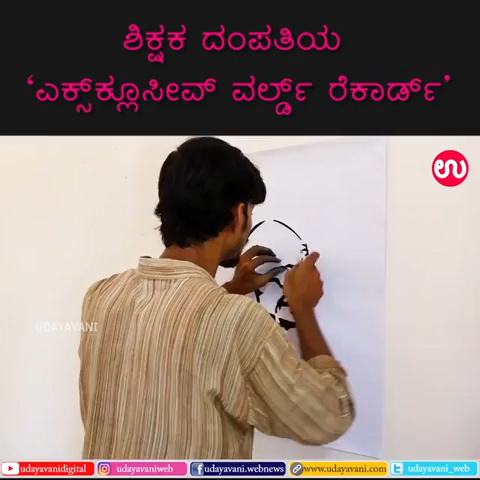 ಶಿಕ್ಷಕ ದಂಪತಿಯ
‘ಎಕ್ಸ್‌ಕ್ಲೂಸೀವ್ ವರ್ಲ್ಡ್ ರೆಕಾರ್ಡ್’
ಉ
UDAYAVANI
udayavanidigital udayavaniweb udayavani.webnews www.udayavani.com udayavani_web